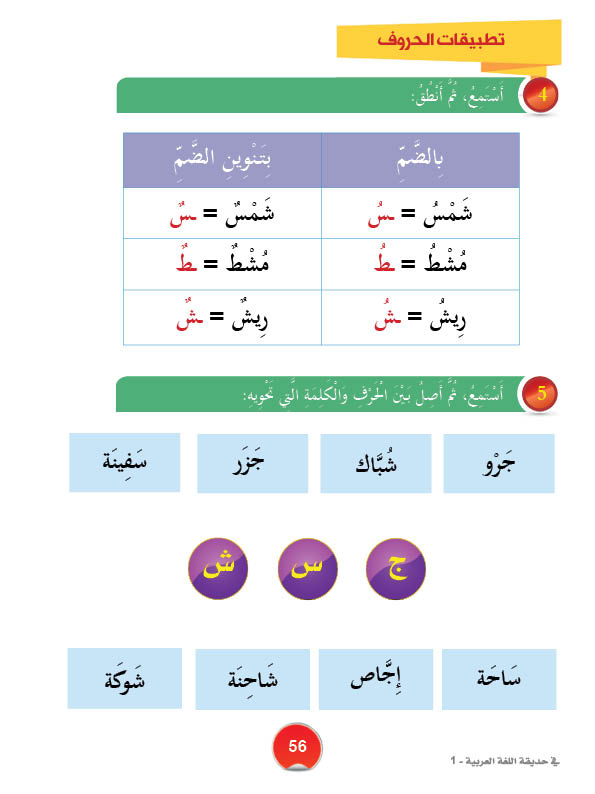 تطبيقات الحروف
4 أَسْتَمِعُ، ثُمَّ أَنْطُقُ:
بِالضَّمِّ بِتَنْوِينِ الضَّمِّ
شَمْسُ = ـسُ شَمْسٌ = ـسٌ
مُشْطُ = ـطُ مُشْطٌ = ـطٌ
رِيشُ = ـشُ رِيشٌ = ـشٌ
5 أَسْتَمِعُ، ثُمَّ أَصِلُ بَيْنَ الْحَرْفِ وَالْكَلِمَةِ الَّتِي تَحْوِيهِ:
جَرْو شُبَّاك جَزَر سَفِينَة
ج س ش
سَاحَة إِجَّاص شَاحِنَة شَوكَة
56
في حديقة اللغة العربية - 1